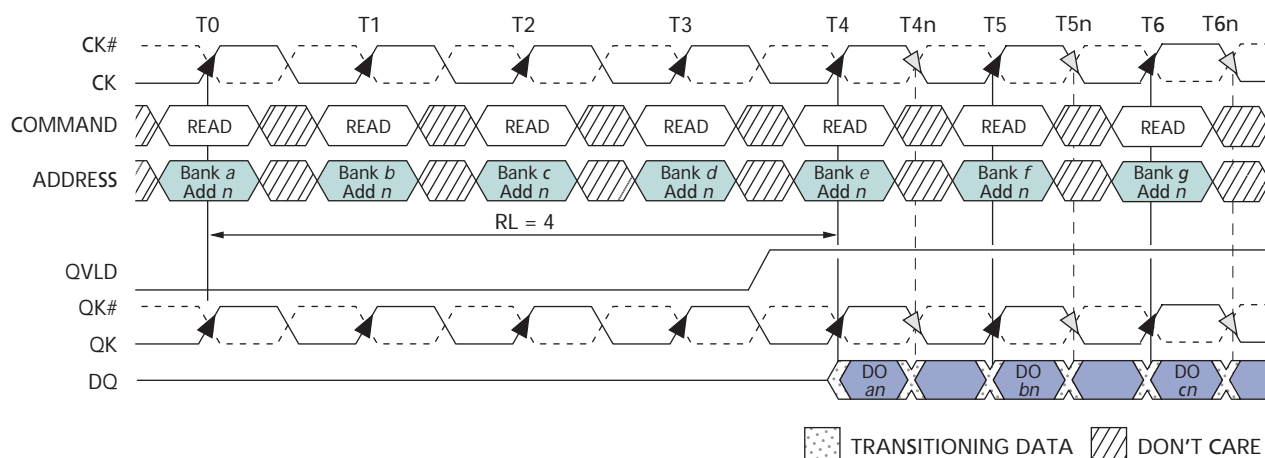 T0 T1 T2 T3 T4 T4n T5 T5n T6 T6n
CK#
CK
COMMAND READ READ READ READ READ READ READ
ADDRESS Bank a Bank b Bank c Bank d Bank e Bank f Bank g
Add n Add n Add n Add n Add n Add n Add n
RL = 4
QVLD
QK#
QK
DQ DO DO DO
an bn cn
TRANSITIONING DATA DON'T CARE